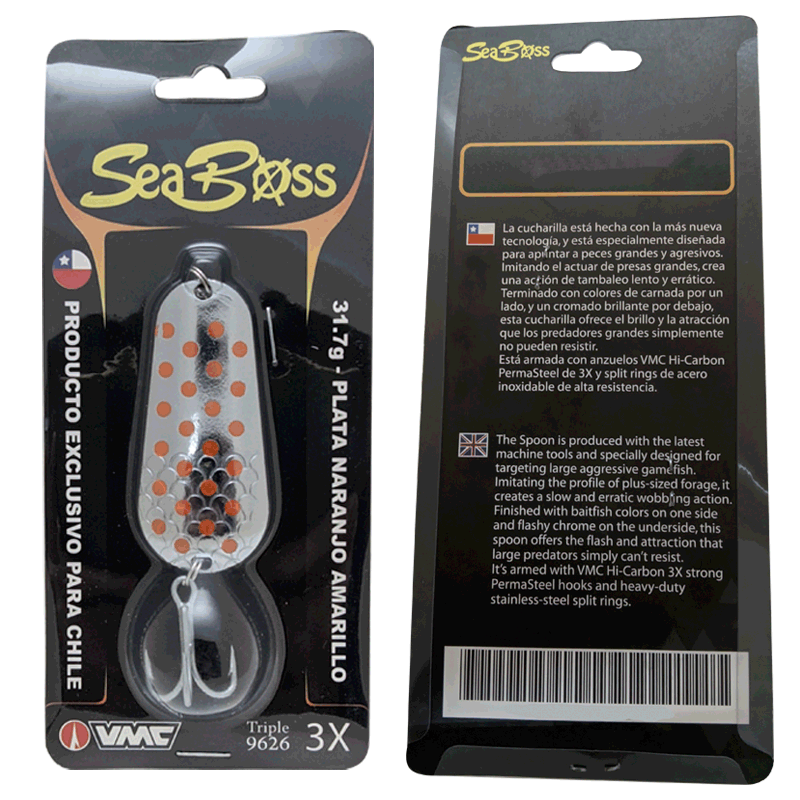 SeaBoss
PRODUCTO EXCLUSIVO PARA CHILE
31.7g - PLATA NARANJO AMARILLO
VMC
Triple
9626
3X
SeaBoss
La cucharilla está hecha con la más nueva
tecnología, y está especialmente diseñada
para apuntar a peces grandes y agresivos.
Imitando el actuar de presas grandes, crea
una acción de tambaleo lento y errático.
Terminado con colores de carnada por un
lado, y un cromado brillante por debajo,
esta cucharilla ofrece el brillo y la atracción
que los predadores grandes simplemente
no pueden resistir.
Está armada con anzuelos VMC Hi-Carbon
PermaSteel de 3X y split rings de acero
inoxidable de alta resistencia.
The Spoon is produced with the latest
machine tools and specially designed for
targeting large aggressive gamefish.
Imitating the profile of plus-sized forage, it
creates a slow and erratic wobbing action.
Finished with baitfish colors on one side
and flashy chrome on the underside, this
spoon offers the flash and attraction that
large predators simply can't resist.
It's armed with VMC Hi-Carbon 3X strong
PermaSteel hooks and heavy-duty
stainless-steel split rings.